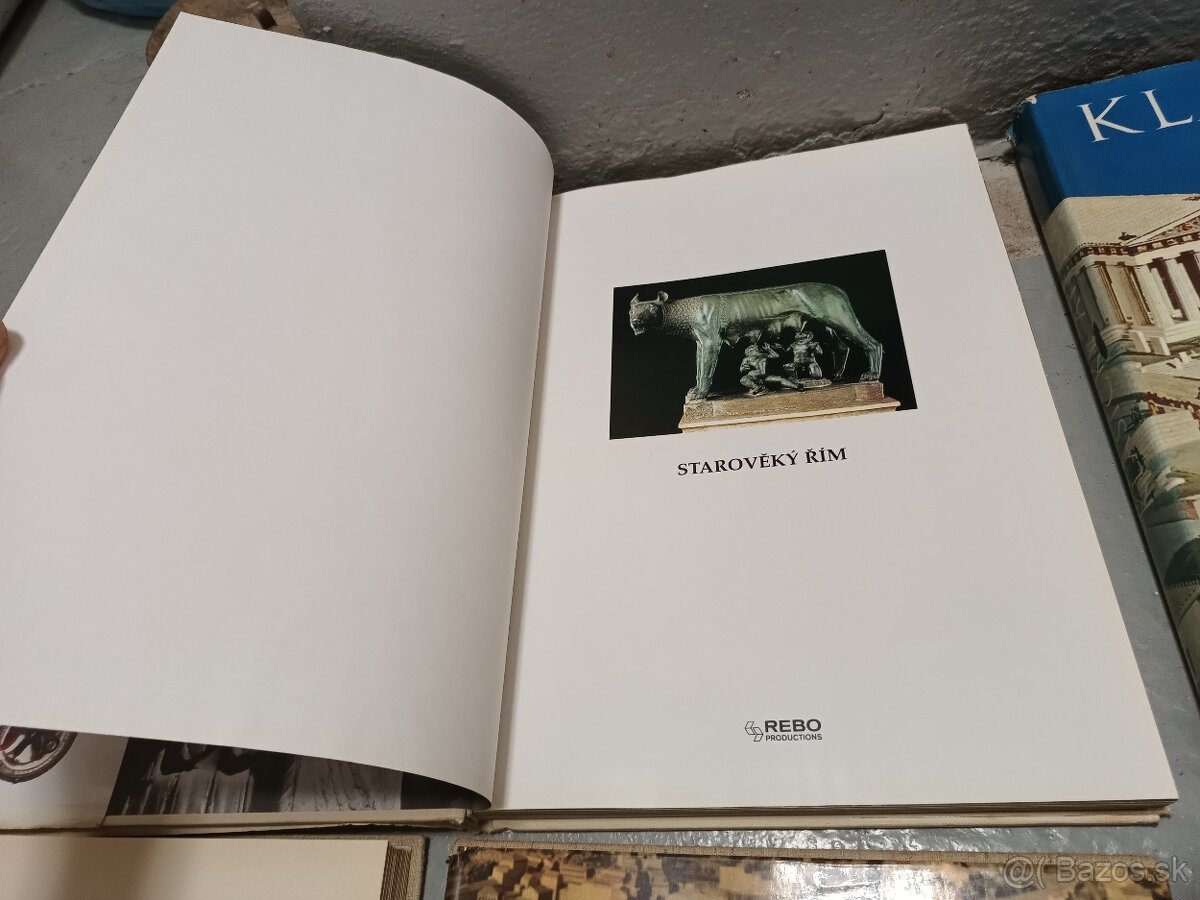 KL
STAROVĚKÝ ŘÍM
REBO
PRODUCTIONS
@( Bazos.sk